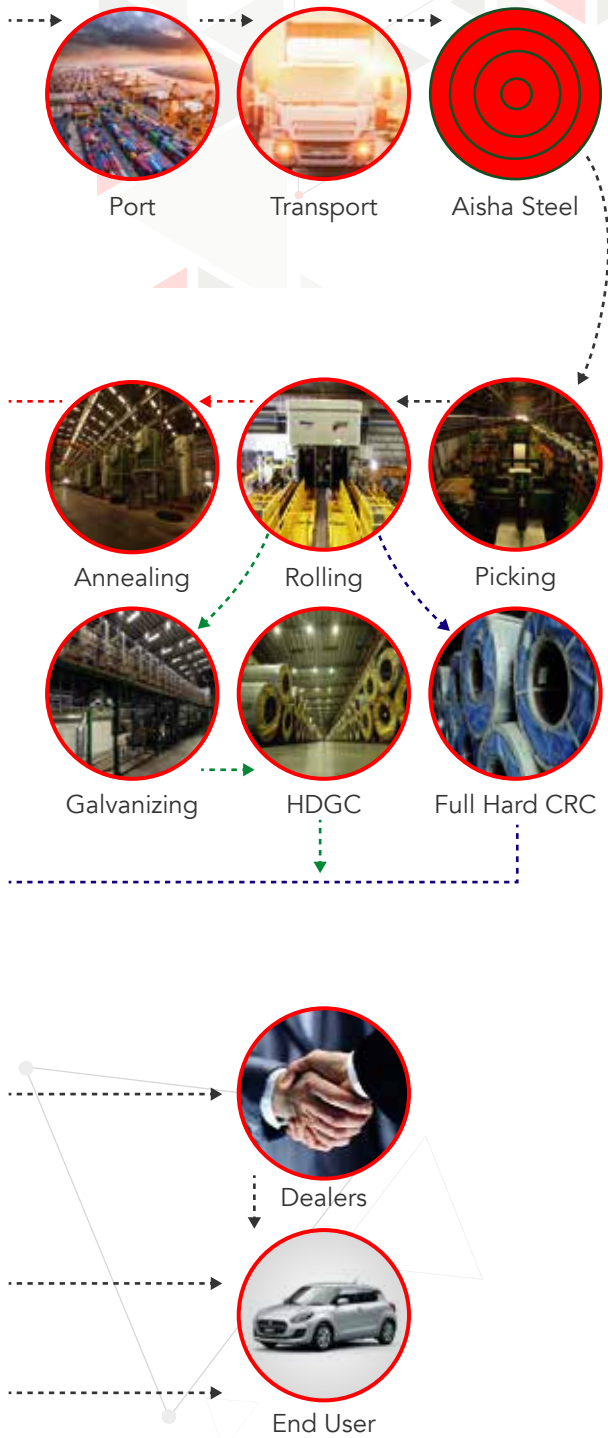 Port
Transport
Aisha Steel
Annealing
Rolling
Picking
Galvanizing
HDGC
Full Hard CRC
Dealers
End User